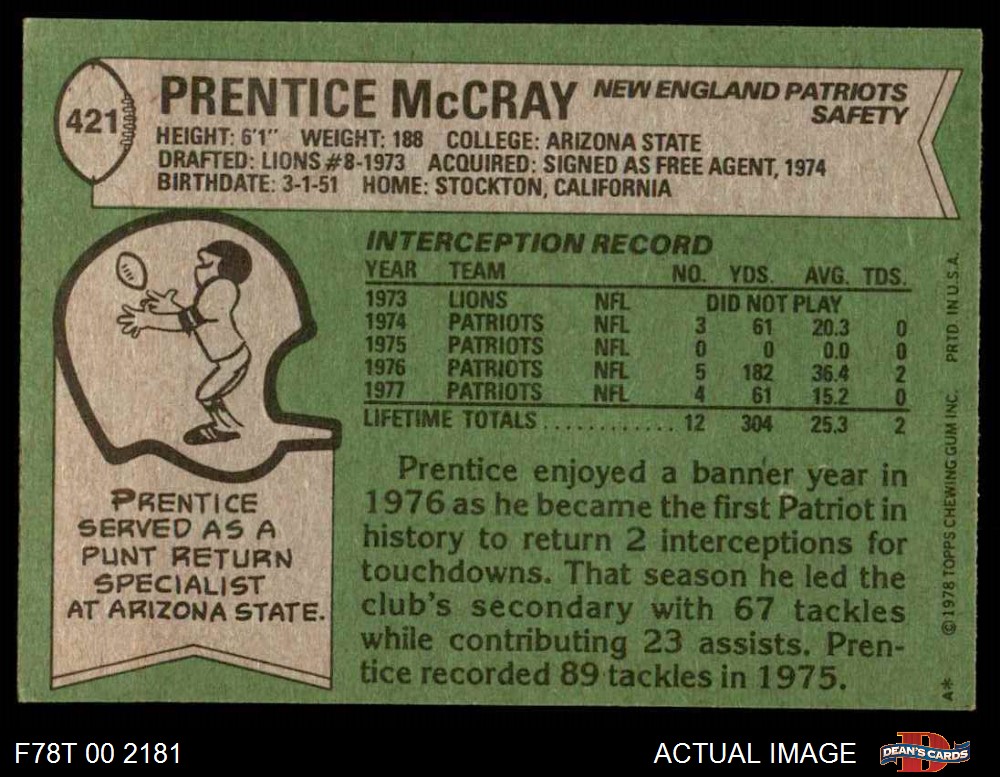 421
PRENTICE McCRAY NEW ENGLAND PATRIOTS
SAFETY
HEIGHT: 6'1" WEIGHT: 188 COLLEGE: ARIZONA STATE
DRAFTED: LIONS #8-1973 ACQUIRED: SIGNED AS FREE AGENT, 1974
BIRTHDATE: 3-1-51 HOME: STOCKTON, CALIFORNIA
INTERCEPTION RECORD
YEAR TEAM NO. YDS. AVG. TDS.
1973 LIONS NFL DID NOT PLAY
1974 PATRIOTS NFL 3 61 20.3 0
1975 PATRIOTS NFL 0 0 0.0 0
1976 PATRIOTS NFL 5 182 36.4 2
1977 PATRIOTS NFL 4 61 15.2 0
LIFETIME TOTALS............ 12 304 25.3 2
Prentice enjoyed a banner year in
1976 as he became the first Patriot in
history to return 2 interceptions for
touchdowns. That season he led the
club's secondary with 67 tackles
while contributing 23 assists. Pren-
tice recorded 89 tackles in 1975.
PRENTICE
SERVED AS A
PUNT RETURN
SPECIALIST
AT ARIZONA STATE.
A* ©1978 TOPPS CHEWING GUM INC. PRTD. IN U.S.A.
F78T 00 2181
ACTUAL IMAGE
D
DEAN'S CARDS